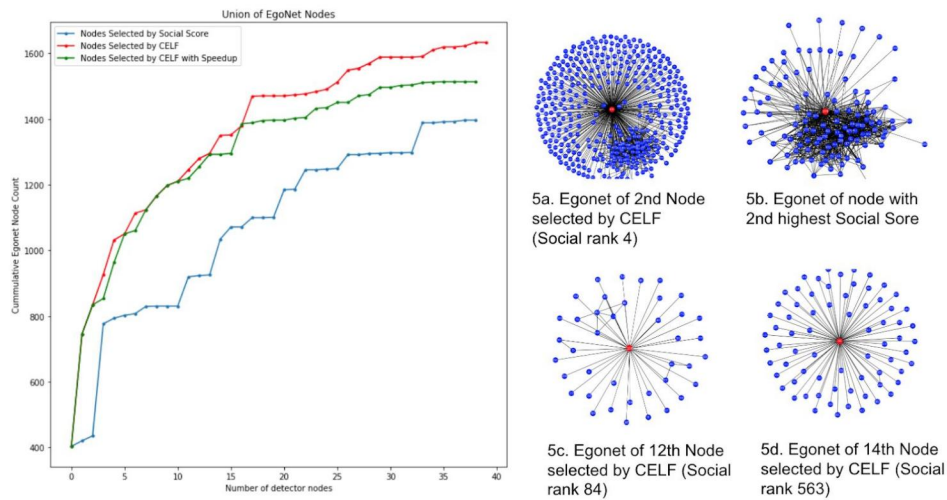 Union of EgoNet Nodes
Nodes Selected by Social Score
Nodes Selected by CELF
Nodes Selected by CELF with Speedup
Cummulative Egonet Node Count
1600
1400
1200
1000
800
600
400
0 5 10 15 20 25 30 35 40
Number of detector nodes
5a. Egonet of 2nd Node
selected by CELF
(Social rank 4)
5b. Egonet of node with
2nd highest Social Sore
5c. Egonet of 12th Node
selected by CELF (Social
rank 84)
5d. Egonet of 14th Node
selected by CELF (Social
rank 563)